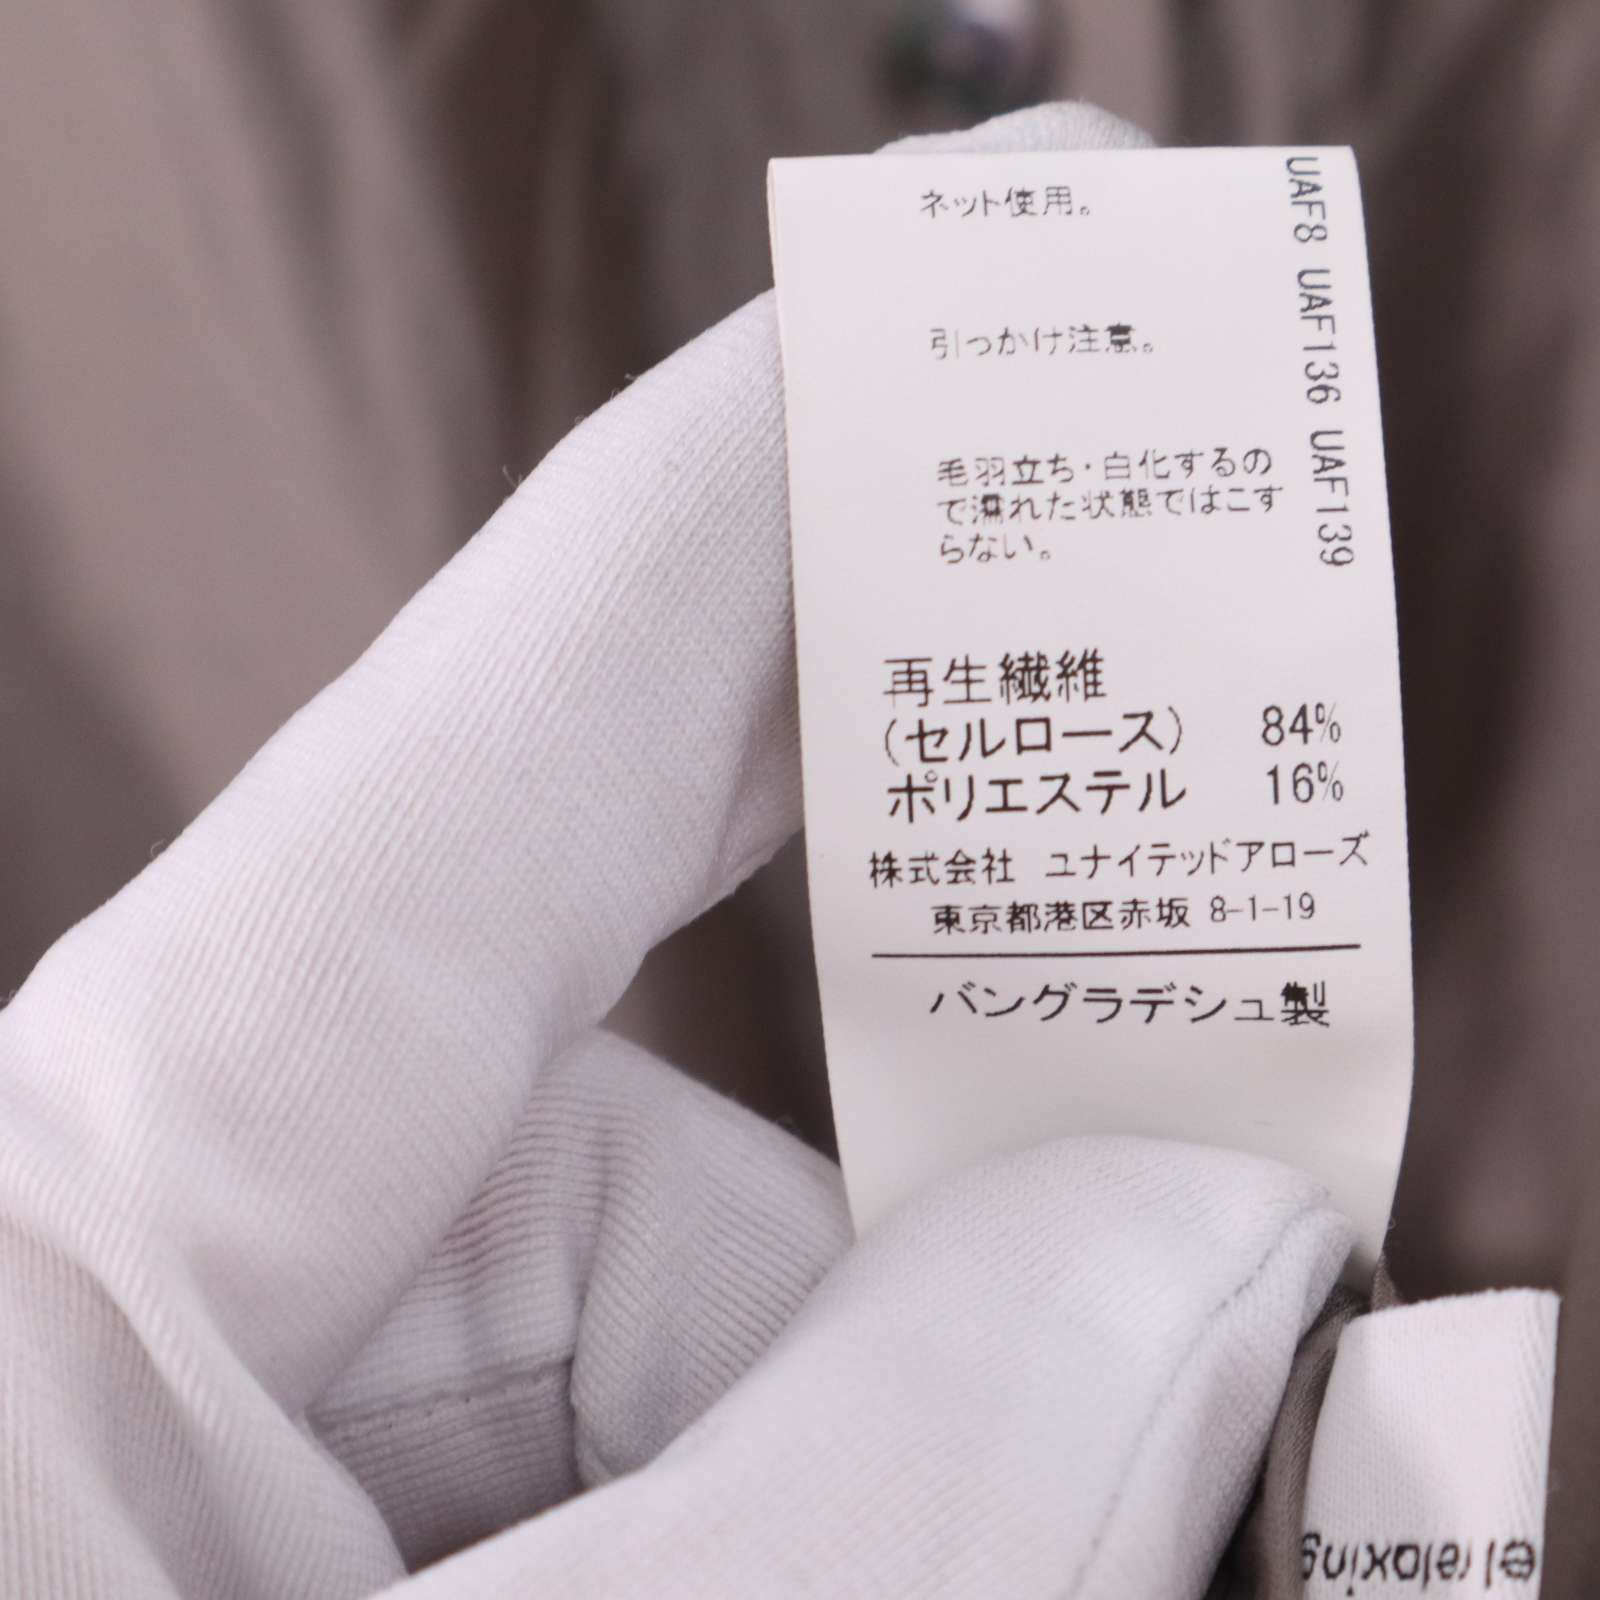 ネット使用。
引っかけ注意。
毛羽立ち・白化するの
で濡れた状態ではこす
らない。
UAF8 UAF136 UAF139
再生繊維
(セルロース) 84%
ポリエステル 16%
株式会社 ユナイテッドアローズ
東京都港区赤坂 8-1-19
バングラデシュ製
relaxing